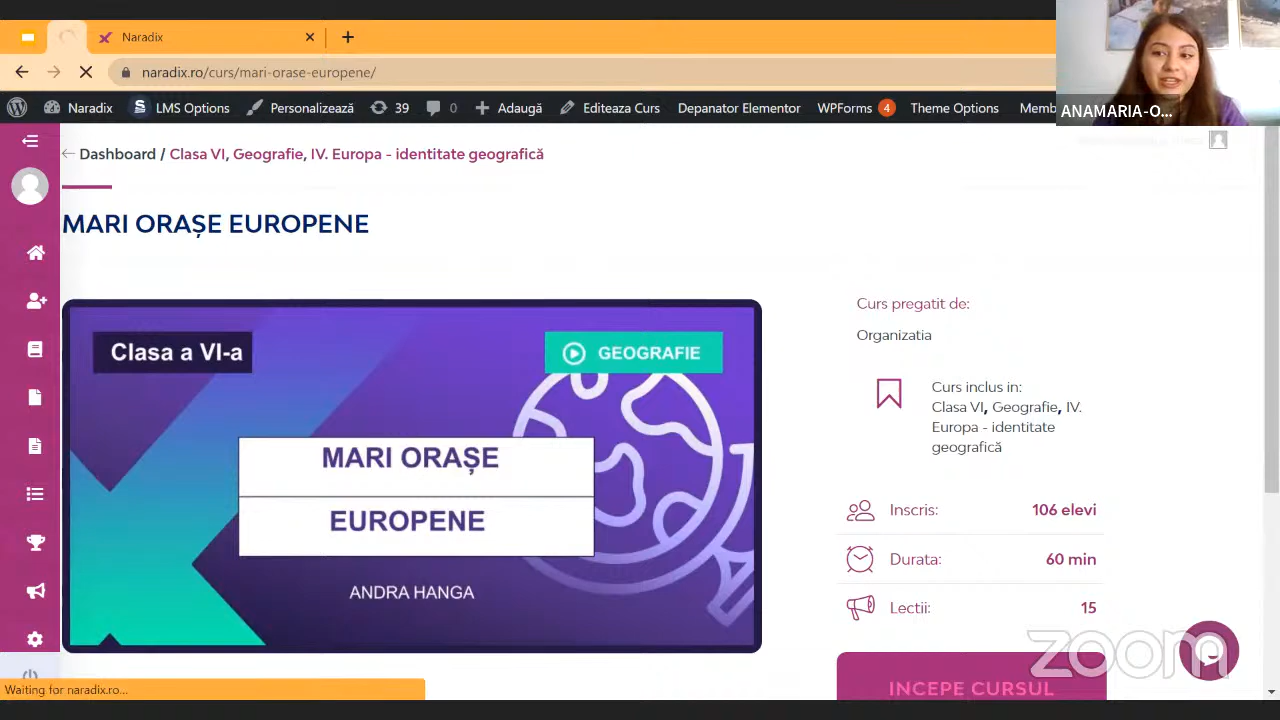 Naradix
naradix.ro/curs/mari-orase-europene/
Naradix LMS Options Personalizează 39 0 Adaugă Editeaza Curs Depanator Elementor WPForms 4 Theme Options Memb
ANAMARIA-O...
← Dashboard / Clasa VI, Geografie, IV. Europa - identitate geografică
MARI ORAȘE EUROPENE
Clasa a VI-a
GEOGRAFIE
MARI ORAȘE
EUROPENE
ANDRA HANGA
Curs pregatit de:
Organizatia
Curs inclus in:
Clasa VI, Geografie, IV.
Europa - identitate
geografică
Inscris: 106 elevi
Durata: 60 min
Lectii: 15
INCEPE CURSUL
zoom
Waiting for naradix.ro...